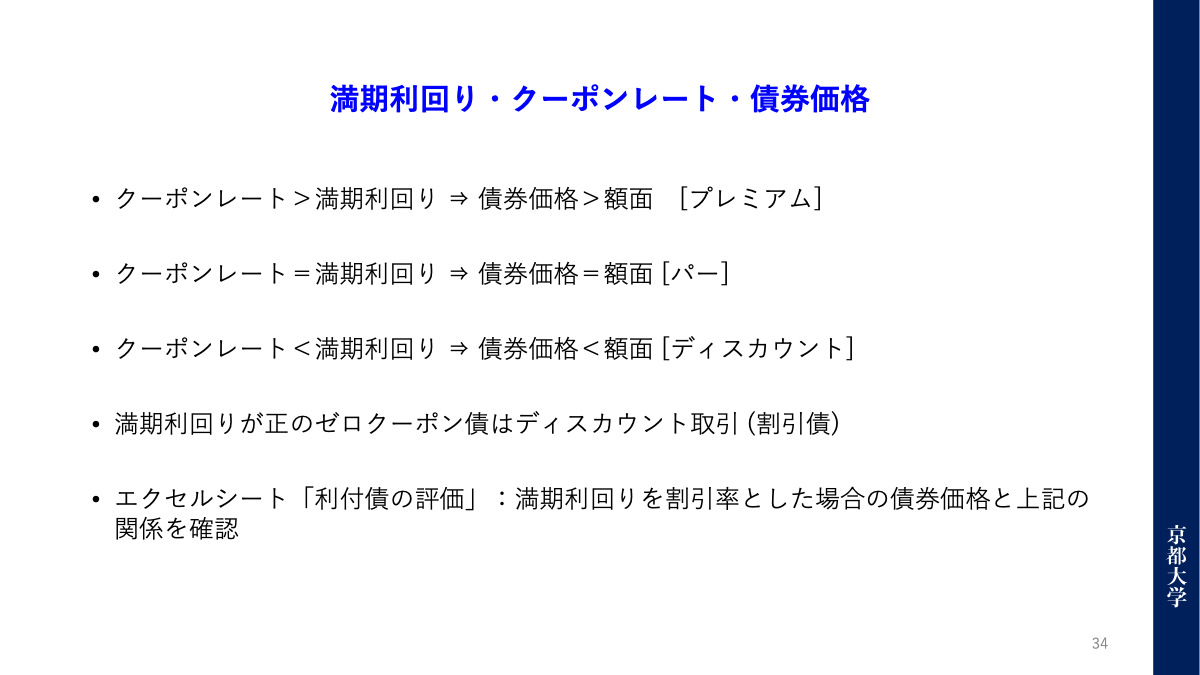 満期利回り・クーポンレート・債券価格
• クーポンレート＞満期利回り ⇒ 債券価格＞額面　[プレミアム]
• クーポンレート＝満期利回り ⇒ 債券価格＝額面 [パー]
• クーポンレート＜満期利回り ⇒ 債券価格＜額面 [ディスカウント]
• 満期利回りが正のゼロクーポン債はディスカウント取引 (割引債)
• エクセルシート「利付債の評価」：満期利回りを割引率とした場合の債券価格と上記の
関係を確認
京都大学
34